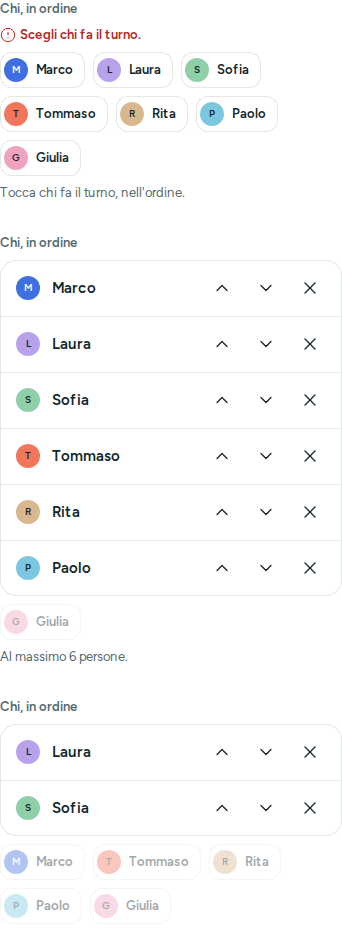 Chi, in ordine
Scegli chi fa il turno.
M Marco L Laura S Sofia
T Tommaso R Rita P Paolo
G Giulia
Tocca chi fa il turno, nell'ordine.
Chi, in ordine
M Marco
L Laura
S Sofia
T Tommaso
R Rita
P Paolo
G Giulia
Al massimo 6 persone.
Chi, in ordine
L Laura
S Sofia
M Marco T Tommaso R Rita
P Paolo G Giulia